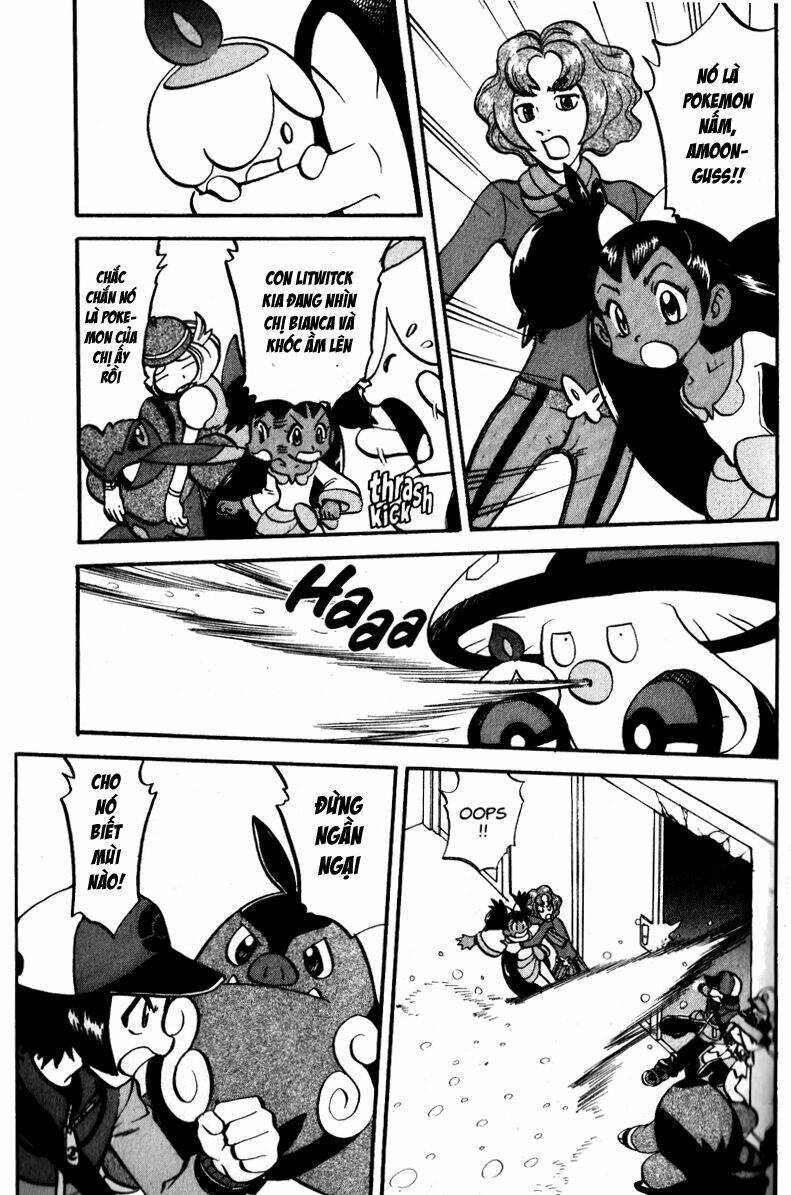 NÓ LÀ
POKEMON
NẤM,
AMOON-
GUSS!!
CON LITWITCK
KIA ĐANG NHÌN
CHỊ BIANCA VÀ
KHÓC ẦM LÊN
CHẮC
CHẮN NÓ
LÀ POKE-
MON CỦA
CHỊ ẤY
RỒI
thrash
kick
Haaa
OOPS
!!
ĐỪNG
NGẦN
NGẠI
CHO
NÓ
BIẾT
MÙI
NÀO!